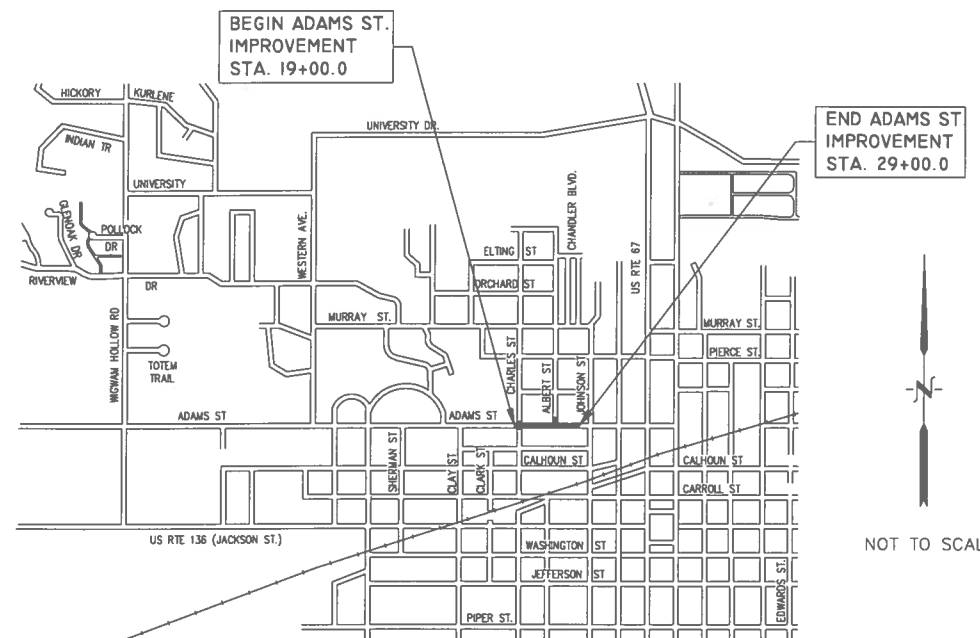 BEGIN ADAMS ST.
IMPROVEMENT
STA. 19+00.0
END ADAMS ST
IMPROVEMENT
STA. 29+00.0
HICKORY
KURLENE
INDIAN TR
UNIVERSITY DR.
UNIVERSITY
GLENOAK DR
POLLOCK
DR
RIVERVIEW
DR
WESTERN AVE.
CHANDLER BLVD.
ELTING ST
ORCHARD ST
US RTE 67
MURRAY ST.
MURRAY ST.
PIERCE ST.
WIGWAM HOLLOW RD
TOTEM
TRAIL
CHARLES ST
ALBERT ST
JOHNSON ST
ADAMS ST
ADAMS ST
SHERMAN ST
CLAY ST
CLARK ST
CALHOUN ST
CALHOUN ST
CARROLL ST
US RTE 136 (JACKSON ST.)
WASHINGTON ST
JEFFERSON ST
PIPER ST.
EDWARDS ST.
N
NOT TO SCAL